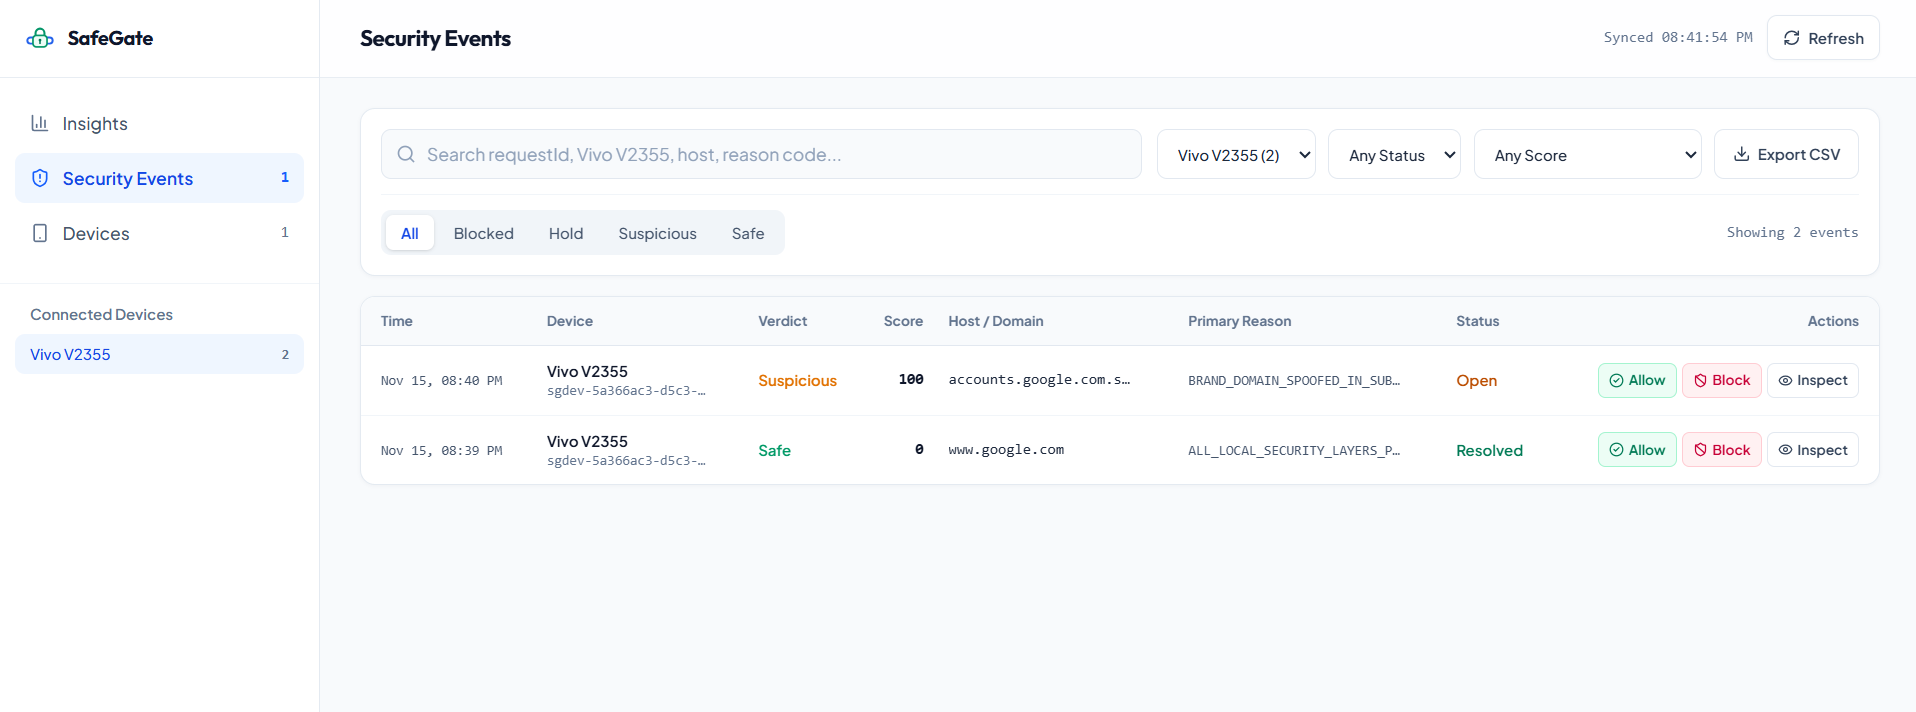 SafeGate
Security Events
Synced 08:41:54 PM
Refresh
Insights
Security Events 1
Devices 1
Connected Devices
Vivo V2355 2
Search requestId, Vivo V2355, host, reason code...
Vivo V2355 (2)
Any Status
Any Score
Export CSV
All Blocked Hold Suspicious Safe
Showing 2 events
Time Device Verdict Score Host / Domain Primary Reason Status Actions
Nov 15, 08:40 PM Vivo V2355 Suspicious 100 accounts.google.com.s… BRAND_DOMAIN_SPOOFED_IN_SUB… Open Allow Block Inspect
sgdev-5a366ac3-d5c3-…
Nov 15, 08:39 PM Vivo V2355 Safe 0 www.google.com ALL_LOCAL_SECURITY_LAYERS_P… Resolved Allow Block Inspect
sgdev-5a366ac3-d5c3-…